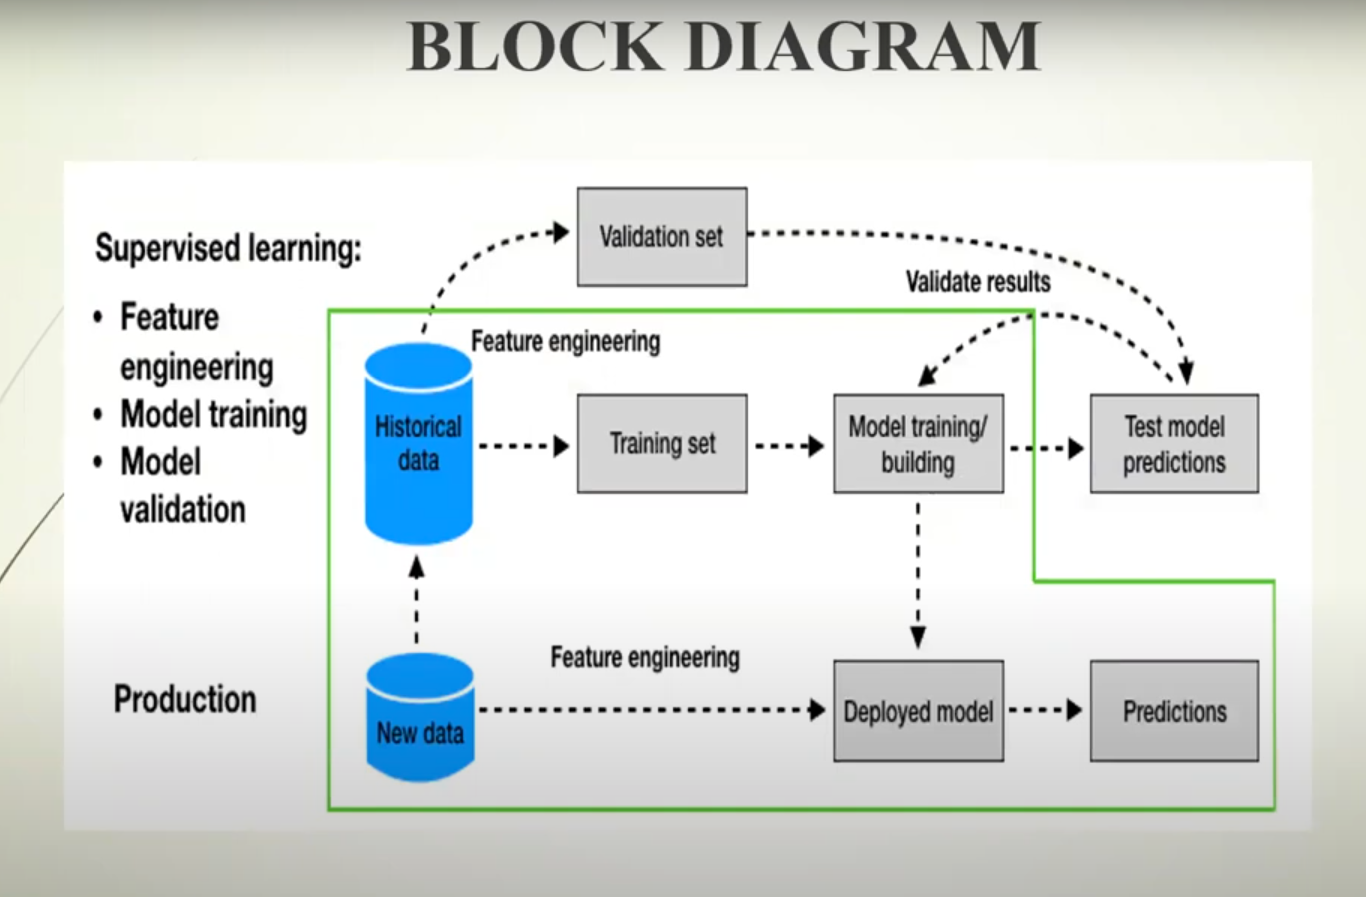 BLOCK DIAGRAM
Supervised learning:
• Feature
engineering
• Model training
• Model
validation
Validation set
Validate results
Feature engineering
Historical
data
Training set
Model training/
building
Test model
predictions
Production
Feature engineering
New data
Deployed model
Predictions